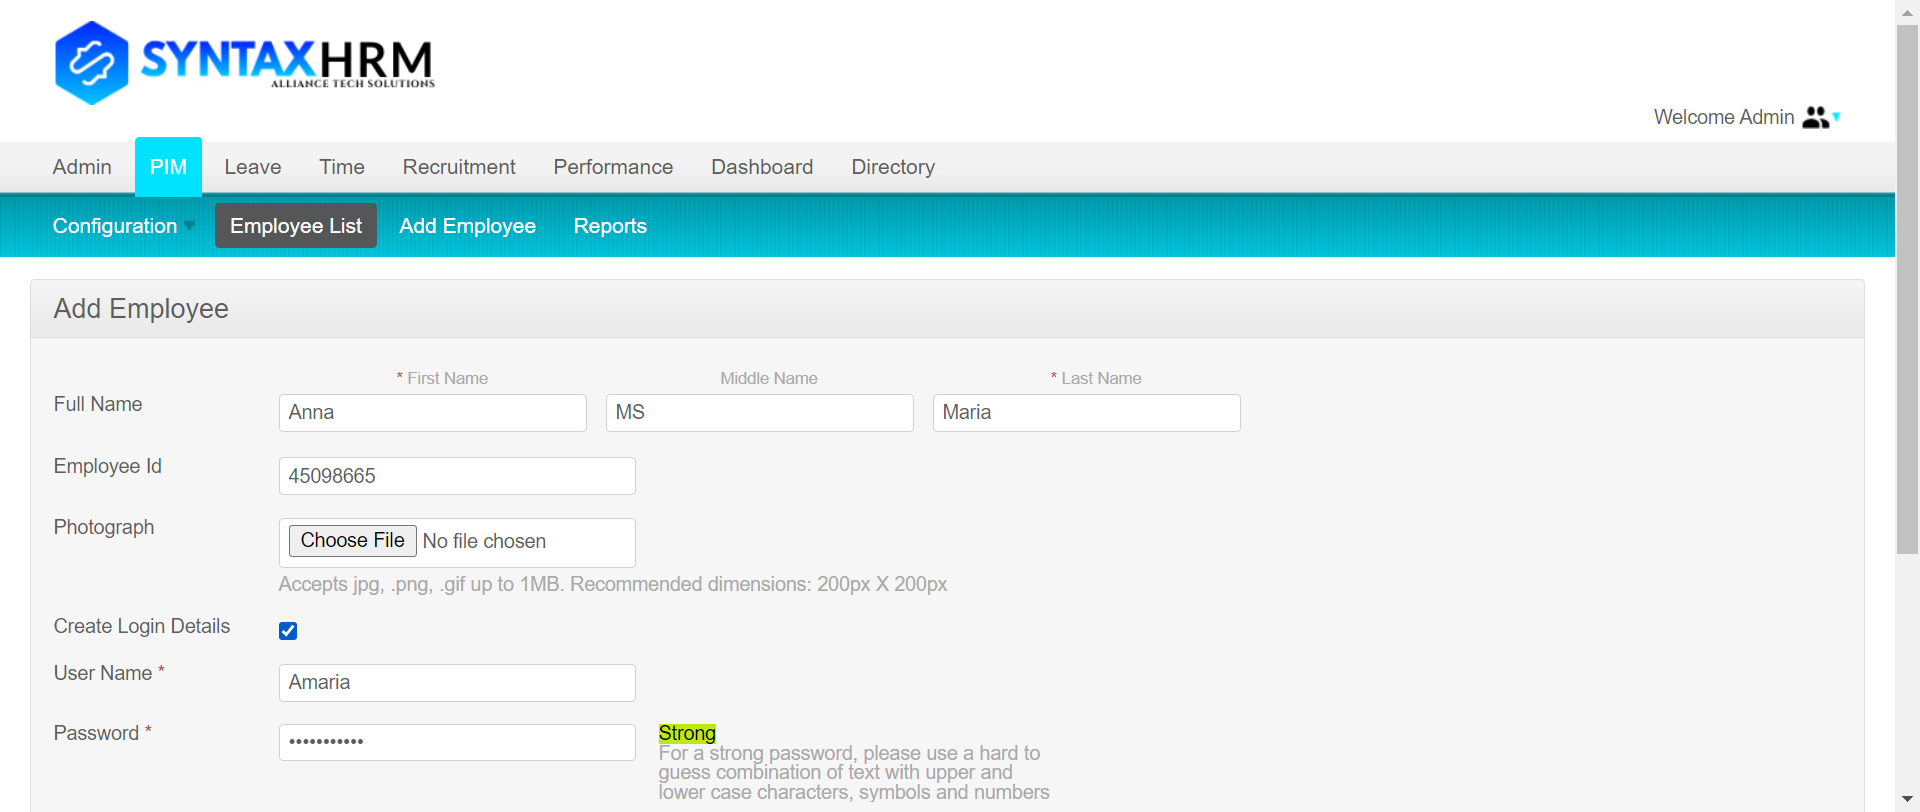 SYNTAXHRM
ALLIANCE TECH SOLUTIONS
Welcome Admin
Admin PIM Leave Time Recruitment Performance Dashboard Directory
Configuration Employee List Add Employee Reports
Add Employee
* First Name Middle Name * Last Name
Full Name Anna MS Maria
Employee Id 45098665
Photograph Choose File No file chosen
Accepts jpg, .png, .gif up to 1MB. Recommended dimensions: 200px X 200px
Create Login Details
User Name * Amaria
Password * ••••••••••• Strong
For a strong password, please use a hard to
guess combination of text with upper and
lower case characters, symbols and numbers